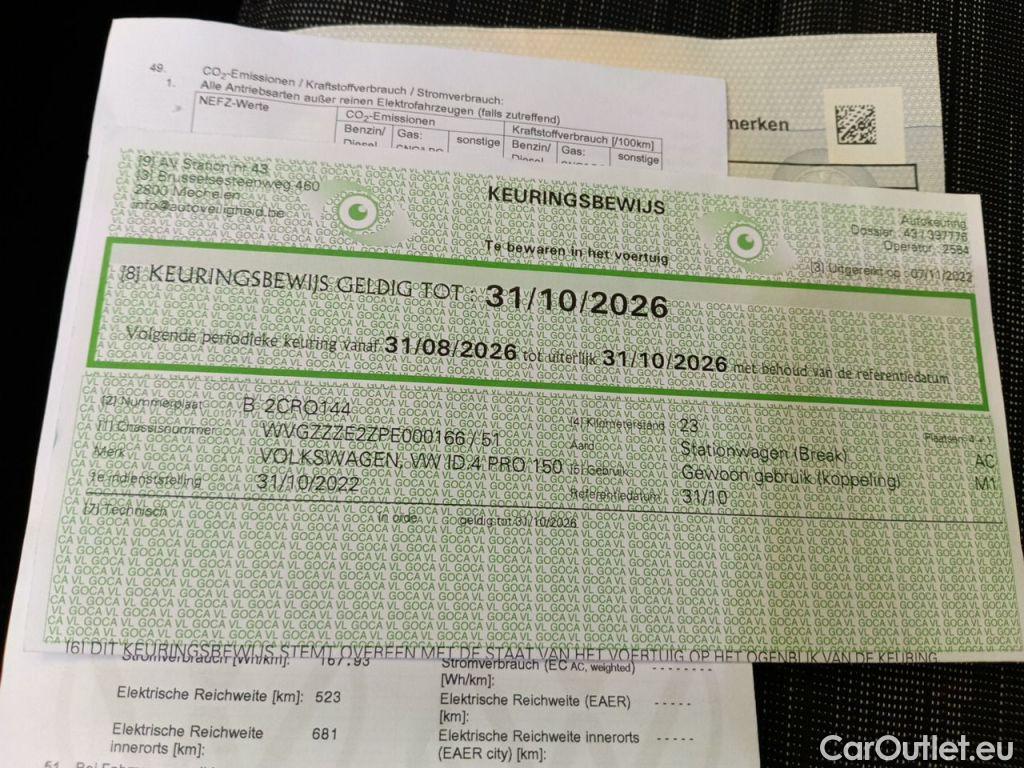 49. CO₂-Emissionen / Kraftstoffverbrauch / Stromverbrauch:
1. Alle Antriebsarten außer reinen Elektrofahrzeugen (falls zutreffend)
NEFZ-Werte CO₂-Emissionen Kraftstoffverbrauch [/100km]
Benzin/ Gas: sonstige Benzin/ Gas: sonstige
merken
[9] AV Station nr 43
[3] Brusselsesteenweg 460
2800 Mechelen
info@autoveiligheid.be
KEURINGSBEWIJS
Te bewaren in het voertuig
Autokeuring
Dossier : 431397776
Operator : 2584
[3] Uitgereikt op : 07/11/2022
[8] KEURINGSBEWIJS GELDIG TOT : 31/10/2026
Volgende periodieke keuring vanaf 31/08/2026 tot uiterlijk 31/10/2026 met behoud van de referentiedatum
[2] Nummerplaat B 2CRQ144 [4] Kilometerstand 23
[1] Chassisnummer WVGZZZE2ZPE000166 / 51 Aard Stationwagen (Break) AC
Merk VOLKSWAGEN, VW ID.4 PRO 150 [5] Gebruik Gewoon gebruik (koppeling) M1
1e indienststelling 31/10/2022 Referentiedatum 31/10
[7] Technisch in orde geldig tot 31/10/2026
[6] DIT KEURINGSBEWIJS STEMT OVEREEN MET DE STAAT VAN HET VOERTUIG OP HET OGENBLIK VAN DE KEURING
Stromverbrauch [Wh/km]: 167.93 Stromverbrauch (EC AC, weighted) --------
[Wh/km]:
Elektrische Reichweite [km]: 523 Elektrische Reichweite (EAER) -----
[km]:
Elektrische Reichweite 681 Elektrische Reichweite innerorts -----
innerorts [km]: (EAER city) [km]:
CarOutlet.eu